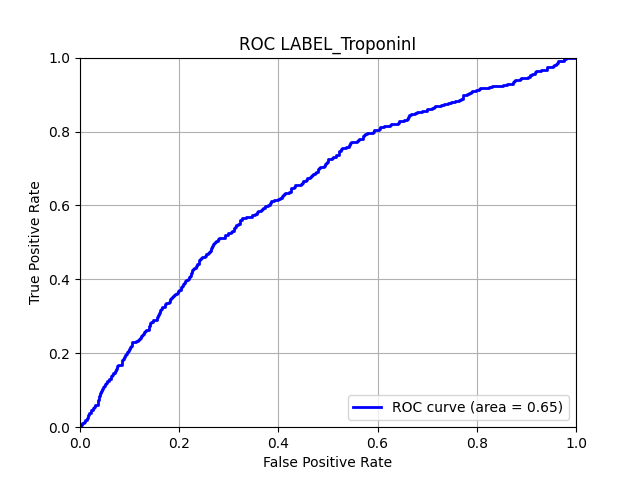 ROC LABEL_TroponinI
True Positive Rate
1.0
0.8
0.6
0.4
0.2
0.0
ROC curve (area = 0.65)
0.0 0.2 0.4 0.6 0.8 1.0
False Positive Rate